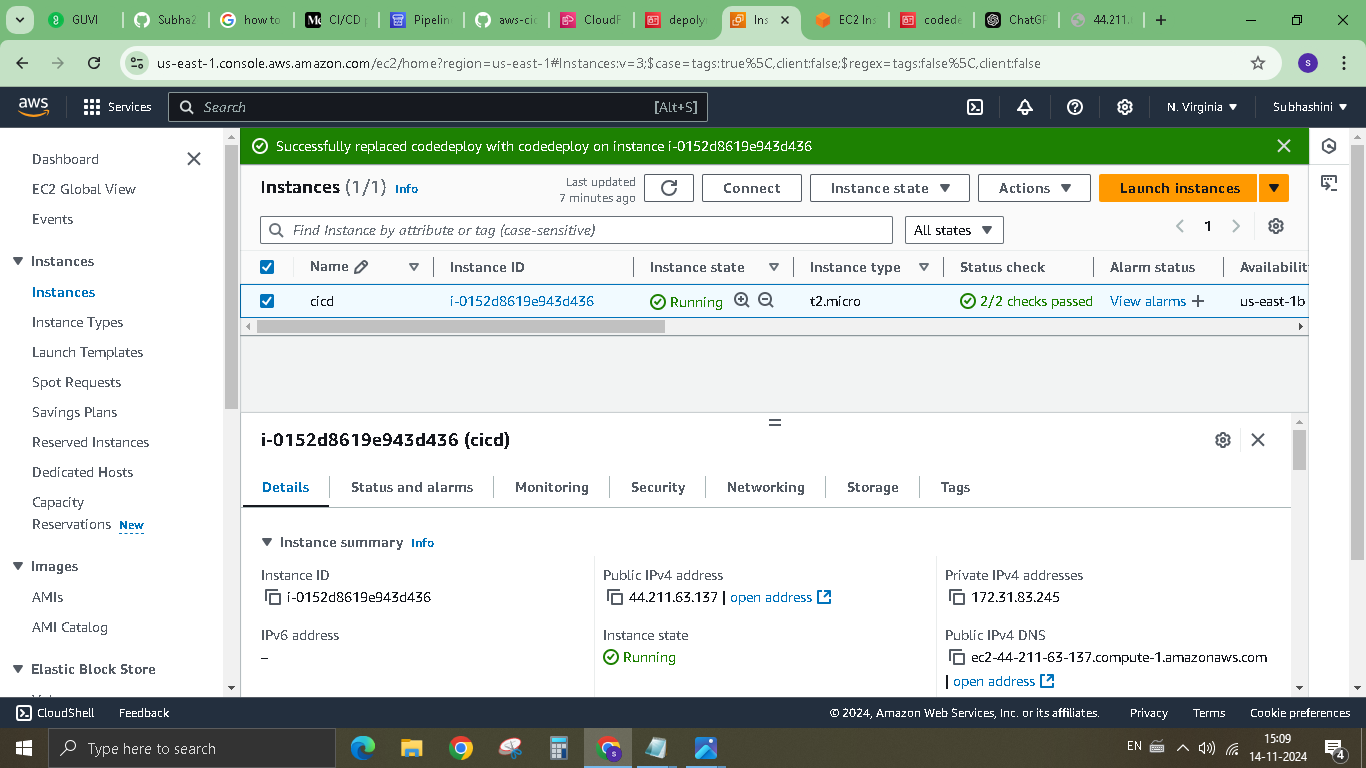 GUVI
Subha2
how to
CI/CD p
Pipelin
aws-cic
CloudF
depoly
Ins
EC2 Ins
codede
ChatGP
44.211.
us-east-1.console.aws.amazon.com/ec2/home?region=us-east-1#Instances:v=3;$case=tags:true%5C,client:false;$regex=tags:false%5C,client:false
s
aws
Services
Search
[Alt+S]
N. Virginia
Subhashini
Successfully replaced codedeploy with codedeploy on instance i-0152d8619e943d436
Dashboard
EC2 Global View
Events
Instances
Instances
Instance Types
Launch Templates
Spot Requests
Savings Plans
Reserved Instances
Dedicated Hosts
Capacity
Reservations New
Images
AMIs
AMI Catalog
Elastic Block Store
Instances (1/1) Info
Last updated
7 minutes ago
Connect
Instance state
Actions
Launch instances
Find Instance by attribute or tag (case-sensitive)
All states
1
Name
Instance ID
Instance state
Instance type
Status check
Alarm status
Availabilit
cicd
i-0152d8619e943d436
Running
t2.micro
2/2 checks passed
View alarms
us-east-1b
i-0152d8619e943d436 (cicd)
Details
Status and alarms
Monitoring
Security
Networking
Storage
Tags
Instance summary Info
Instance ID
i-0152d8619e943d436
Public IPv4 address
44.211.63.137 | open address
Private IPv4 addresses
172.31.83.245
IPv6 address
–
Instance state
Running
Public IPv4 DNS
ec2-44-211-63-137.compute-1.amazonaws.com
| open address
CloudShell
Feedback
© 2024, Amazon Web Services, Inc. or its affiliates.
Privacy
Terms
Cookie preferences
Type here to search
EN
15:09
14-11-2024
4